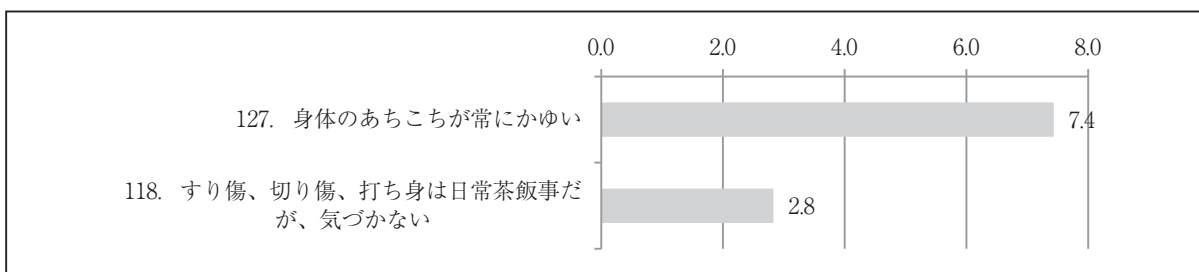 0.0 2.0 4.0 6.0 8.0
127. 身体のあちこちが常にかゆい
7.4
118. すり傷、切り傷、打ち身は日常茶飯事だ
が、気づかない
2.8